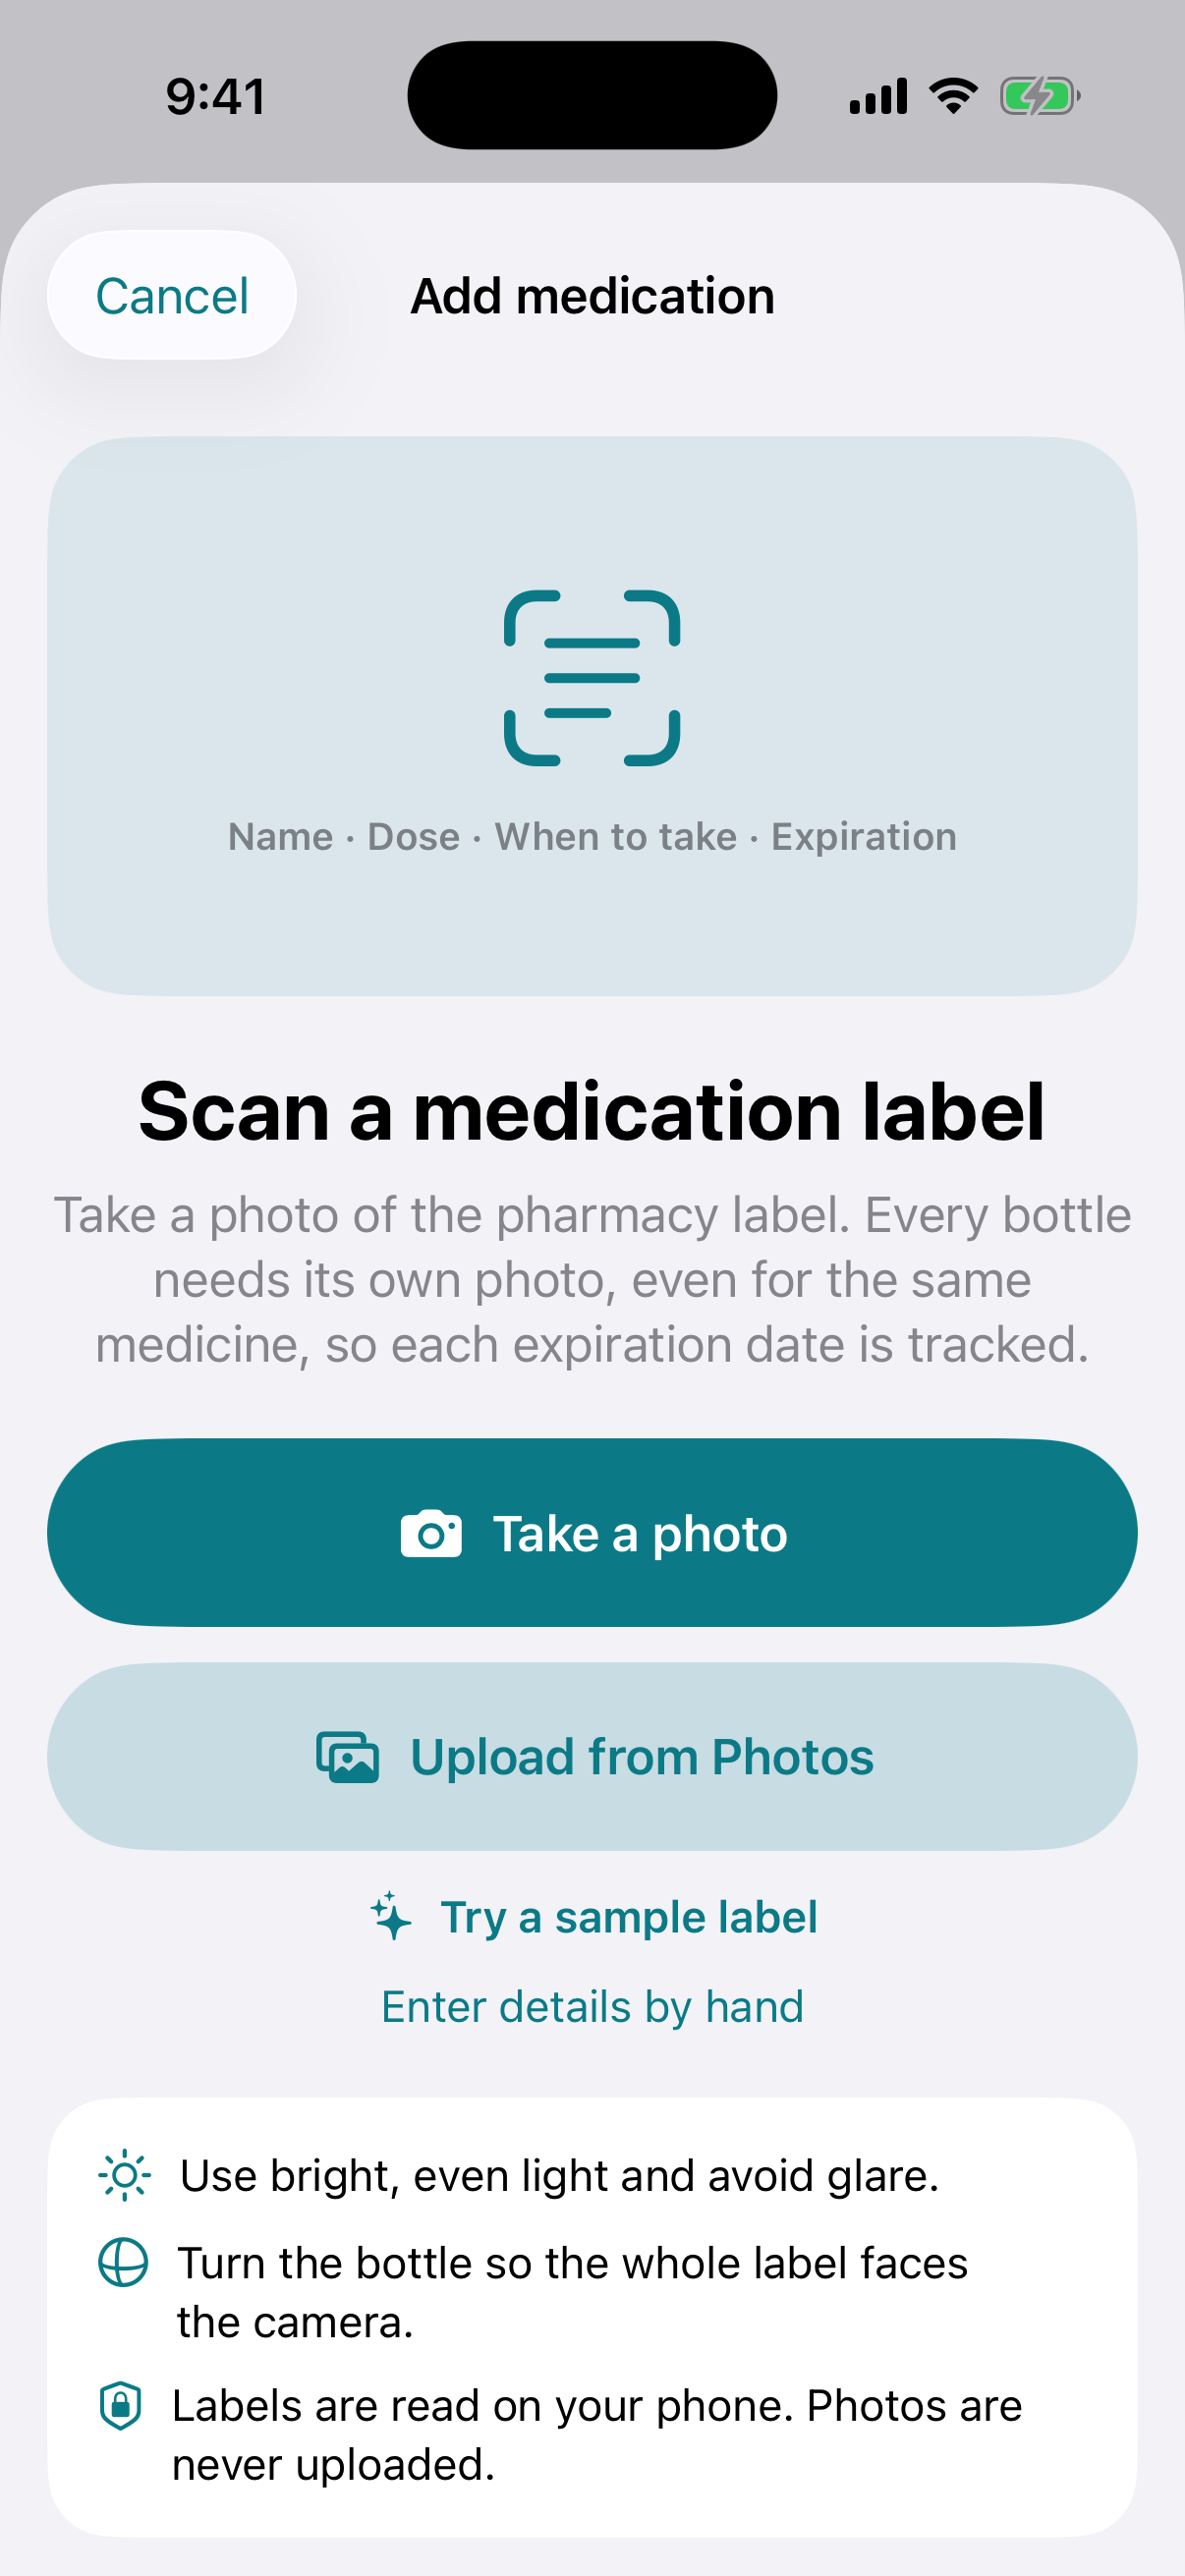 9:41
Cancel
Add medication
Name · Dose · When to take · Expiration
Scan a medication label
Take a photo of the pharmacy label. Every bottle
needs its own photo, even for the same
medicine, so each expiration date is tracked.
Take a photo
Upload from Photos
Try a sample label
Enter details by hand
Use bright, even light and avoid glare.
Turn the bottle so the whole label faces
the camera.
Labels are read on your phone. Photos are
never uploaded.